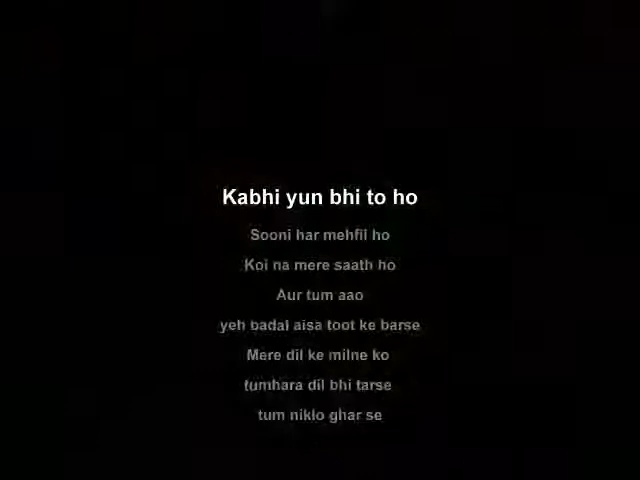 Kabhi yun bhi to ho
Sooni har mehfil ho
Koi na mere saath ho
Aur tum aao
yeh badal aisa toot ke barse
Mere dil ke milne ko
tumhara dil bhi tarse
tum niklo ghar se